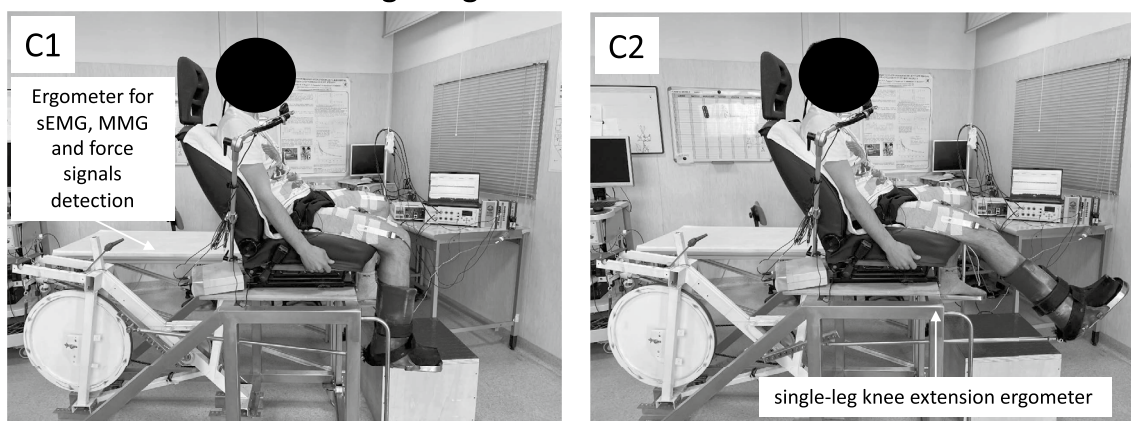 C1
Ergometer for
sEMG, MMG
and force
signals
detection
C2
single-leg knee extension ergometer